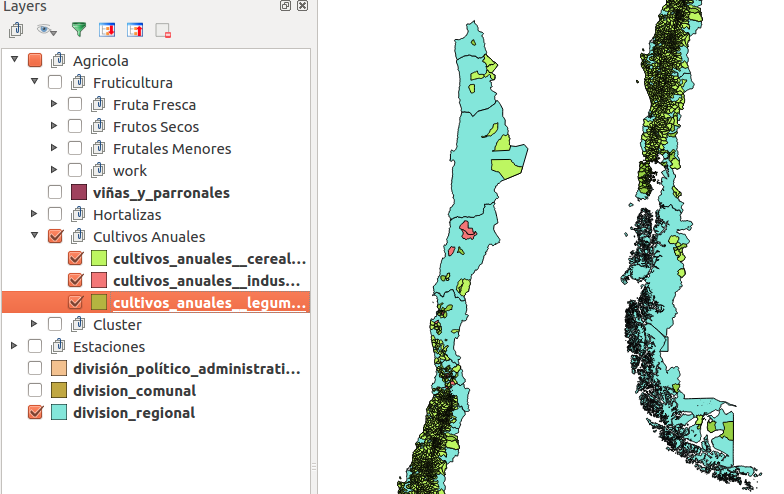 Layers
Agricola
Fruticultura
Fruta Fresca
Frutos Secos
Frutales Menores
work
viñas_y_parronales
Hortalizas
Cultivos Anuales
cultivos_anuales__cereal...
cultivos_anuales__indus...
cultivos_anuales__legum...
Cluster
Estaciones
división_político_administrati...
division_comunal
division_regional